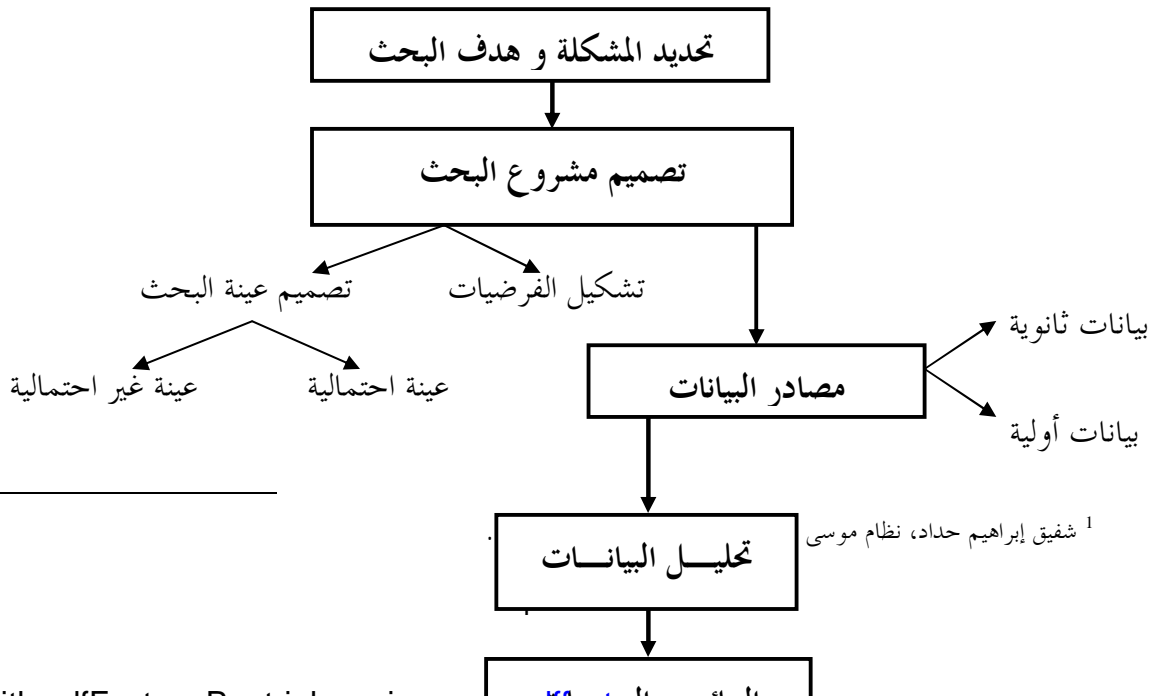 تحديد المشكلة و هدف البحث
تصميم مشروع البحث
تشكيل الفرضيات
تصميم عينة البحث
بيانات ثانوية
مصادر البيانات
عينة احتمالية
عينة غير احتمالية
بيانات أولية
1 شفيق إبراهيم حداد، نظام موسى
تحليـــل البيانـــات